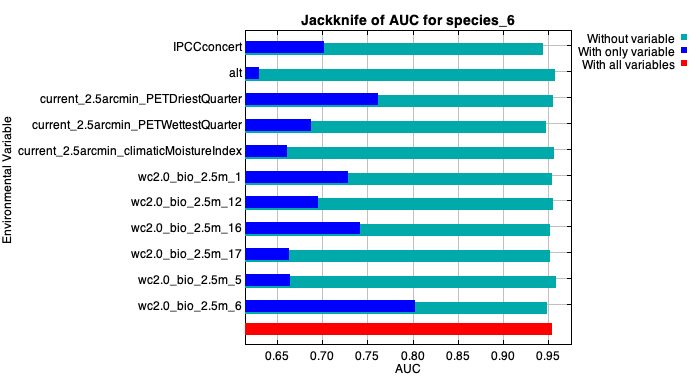 Jackknife of AUC for species_6
Without variable
With only variable
With all variables
Environmental Variable
IPCCconcert
alt
current_2.5arcmin_PETDriestQuarter
current_2.5arcmin_PETWettestQuarter
current_2.5arcmin_climaticMoistureIndex
wc2.0_bio_2.5m_1
wc2.0_bio_2.5m_12
wc2.0_bio_2.5m_16
wc2.0_bio_2.5m_17
wc2.0_bio_2.5m_5
wc2.0_bio_2.5m_6
0.65 0.70 0.75 0.80 0.85 0.90 0.95
AUC